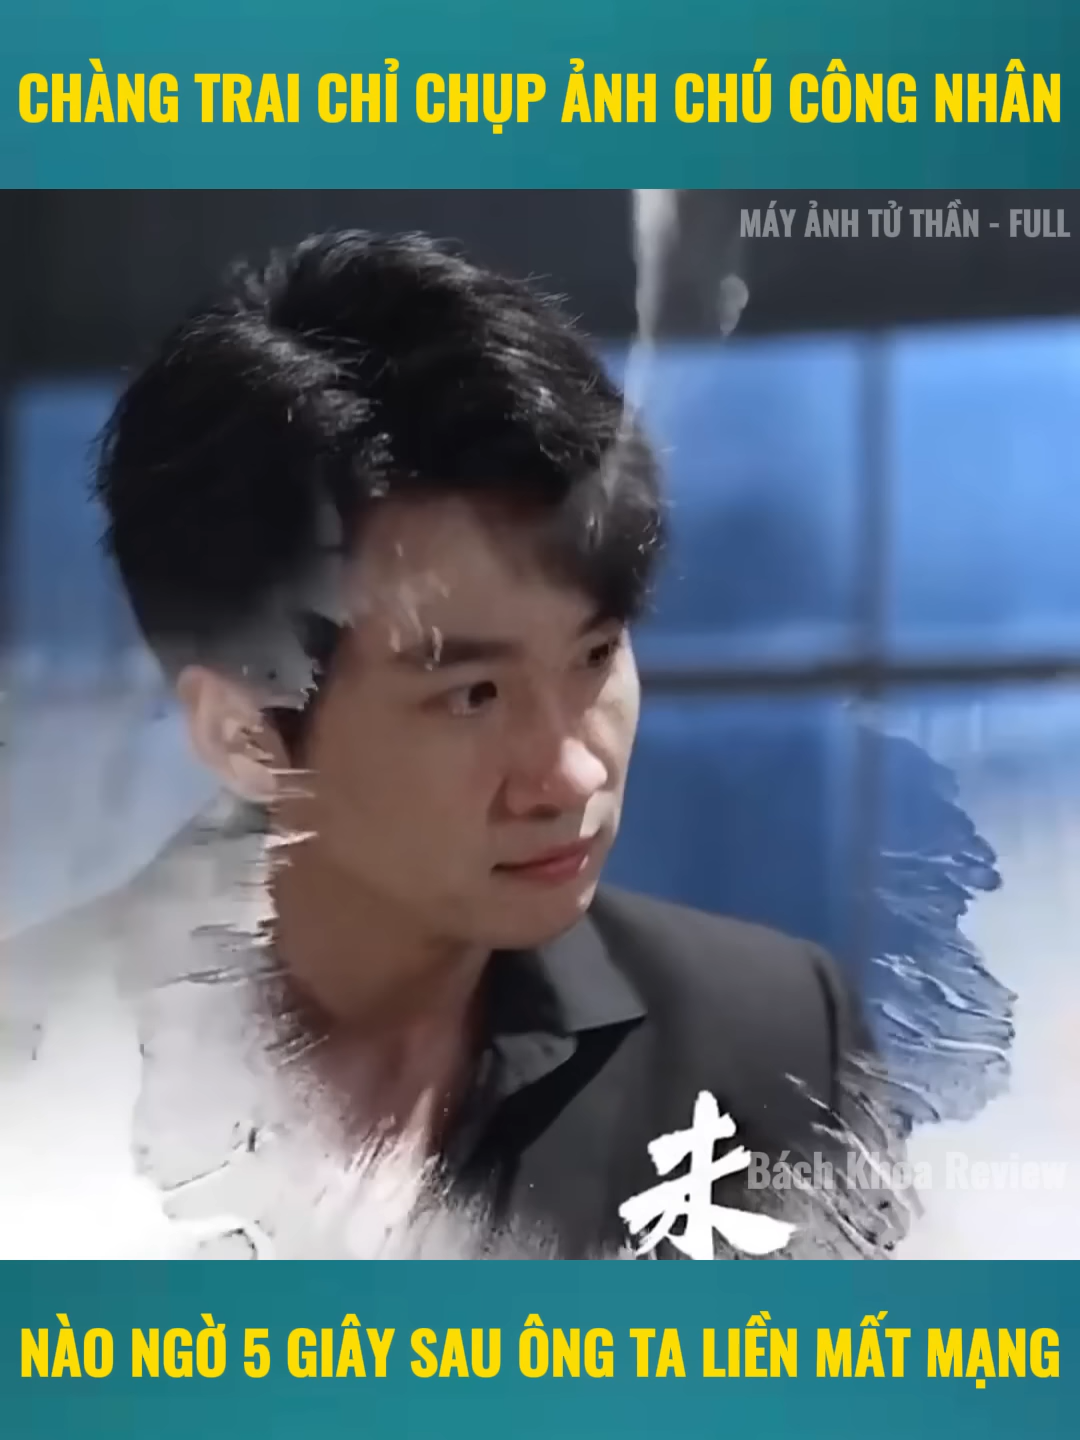 CHÀNG TRAI CHỈ CHỤP ẢNH CHÚ CÔNG NHÂN
MÁY ẢNH TỬ THẦN - FULL
未
Bách Khoa Review
NÀO NGỜ 5 GIÂY SAU ÔNG TA LIỀN MẤT MẠNG